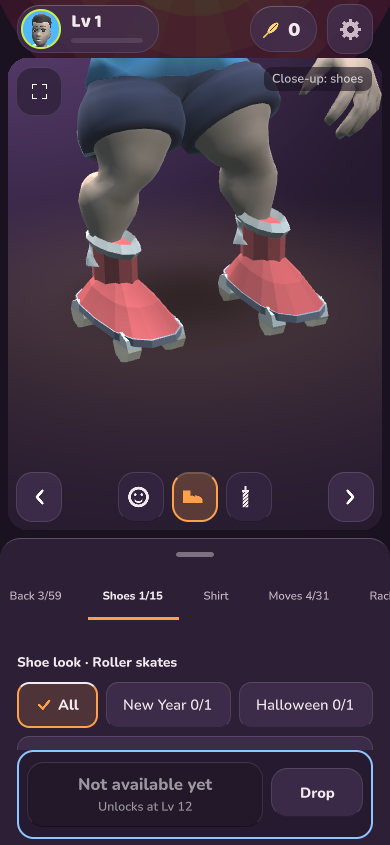 Lv 1
0
Close-up: shoes
Back 3/59
Shoes 1/15
Shirt
Moves 4/31
Shoe look · Roller skates
All
New Year 0/1
Halloween 0/1
Not available yet
Unlocks at Lv 12
Drop